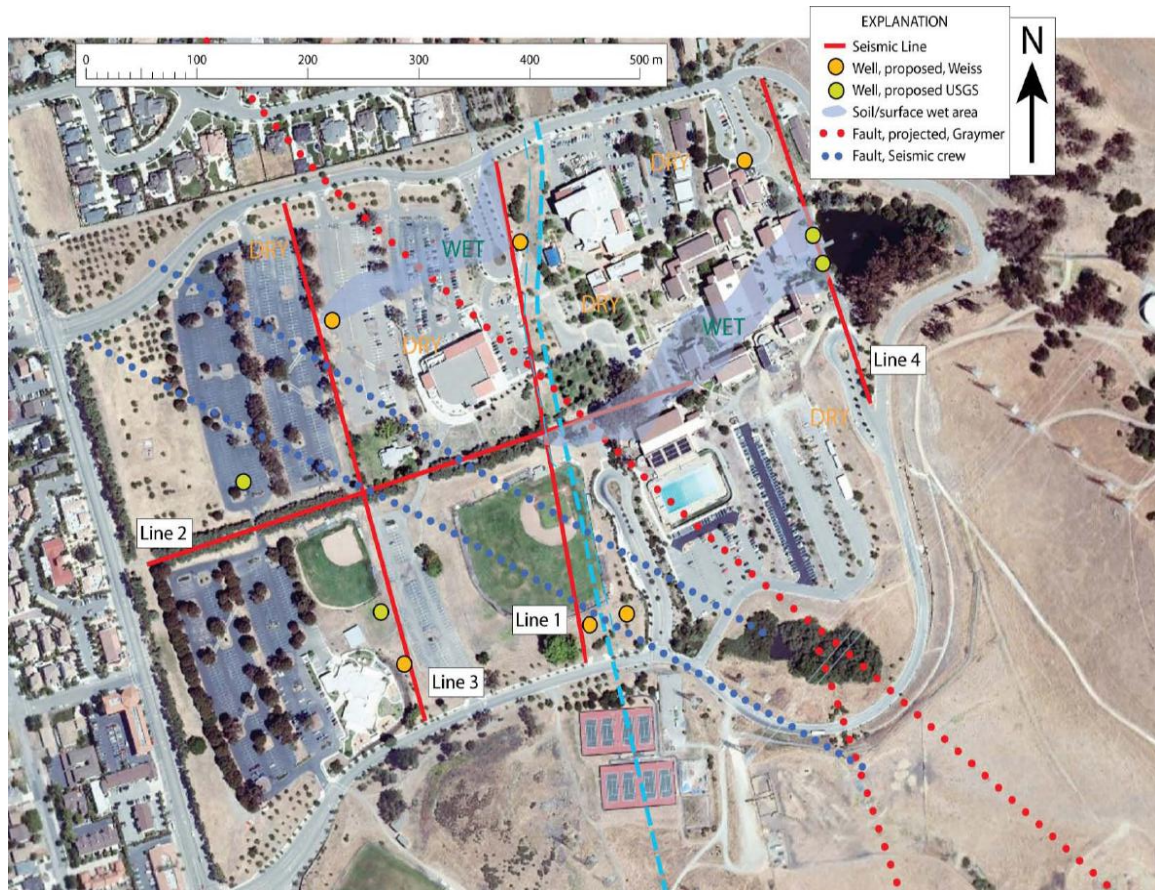 EXPLANATION
Seismic Line
Well, proposed, Weiss
Well, proposed USGS
Soil/surface wet area
Fault, projected, Graymer
Fault, Seismic crew
N
0 100 200 300 400 500 m
DRY
DRY
WET
DRY
DRY
WET
DRY
Line 4
DRY
Line 2
Line 1
Line 3